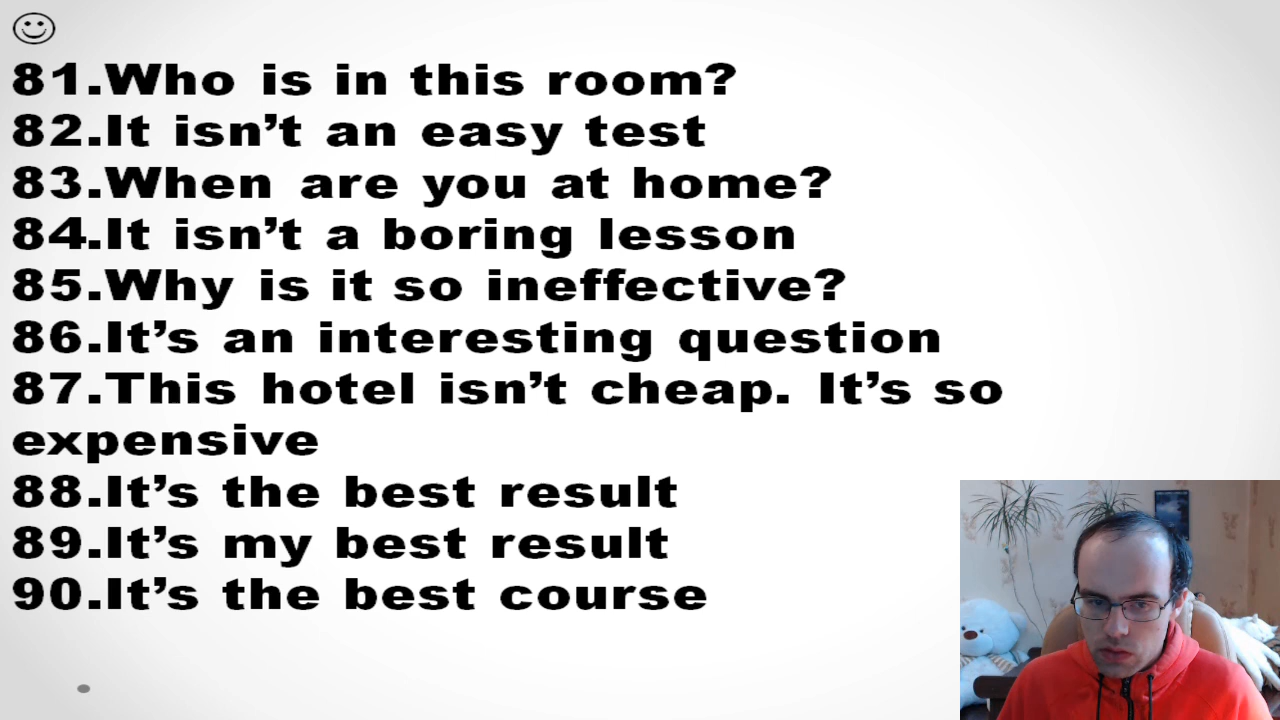 81.Who is in this room?
82.It isn’t an easy test
83.When are you at home?
84.It isn’t a boring lesson
85.Why is it so ineffective?
86.It’s an interesting question
87.This hotel isn’t cheap. It’s so
expensive
88.It’s the best result
89.It’s my best result
90.It’s the best course